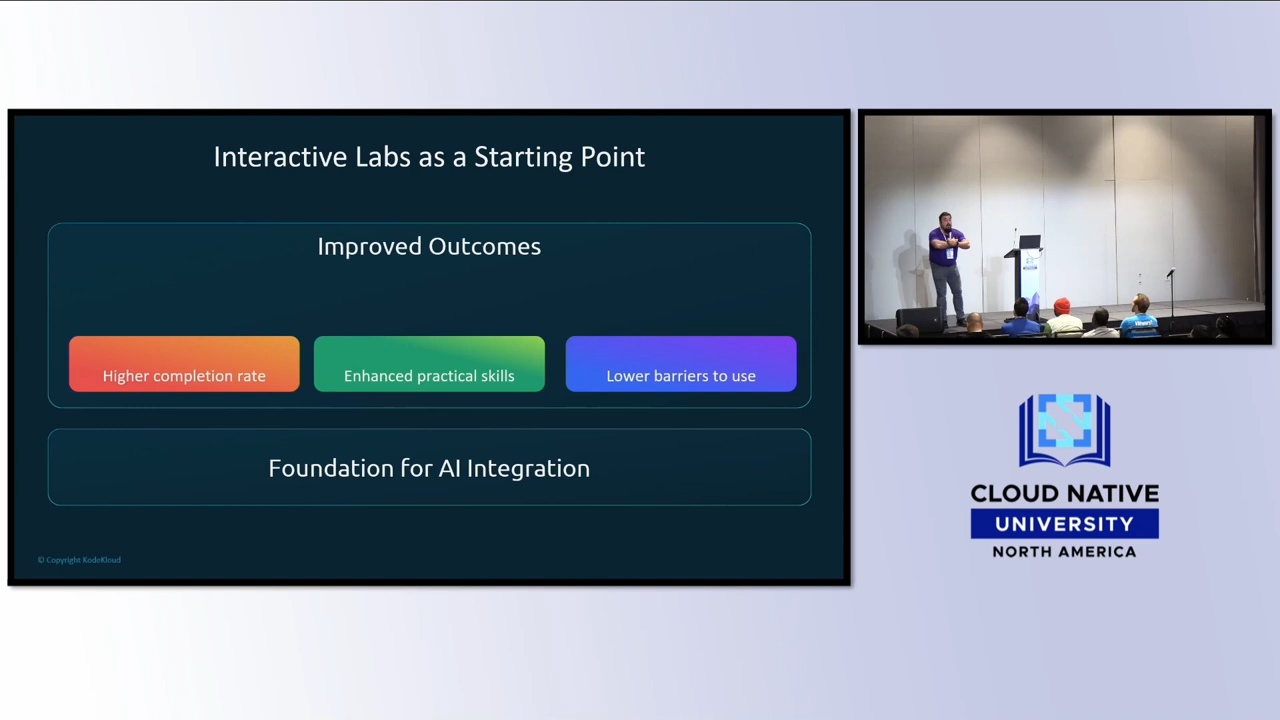 Interactive Labs as a Starting Point
Improved Outcomes
Higher completion rate
Enhanced practical skills
Lower barriers to use
Foundation for AI Integration
© Copyright KodeKloud
CLOUD NATIVE
UNIVERSITY
NORTH AMERICA